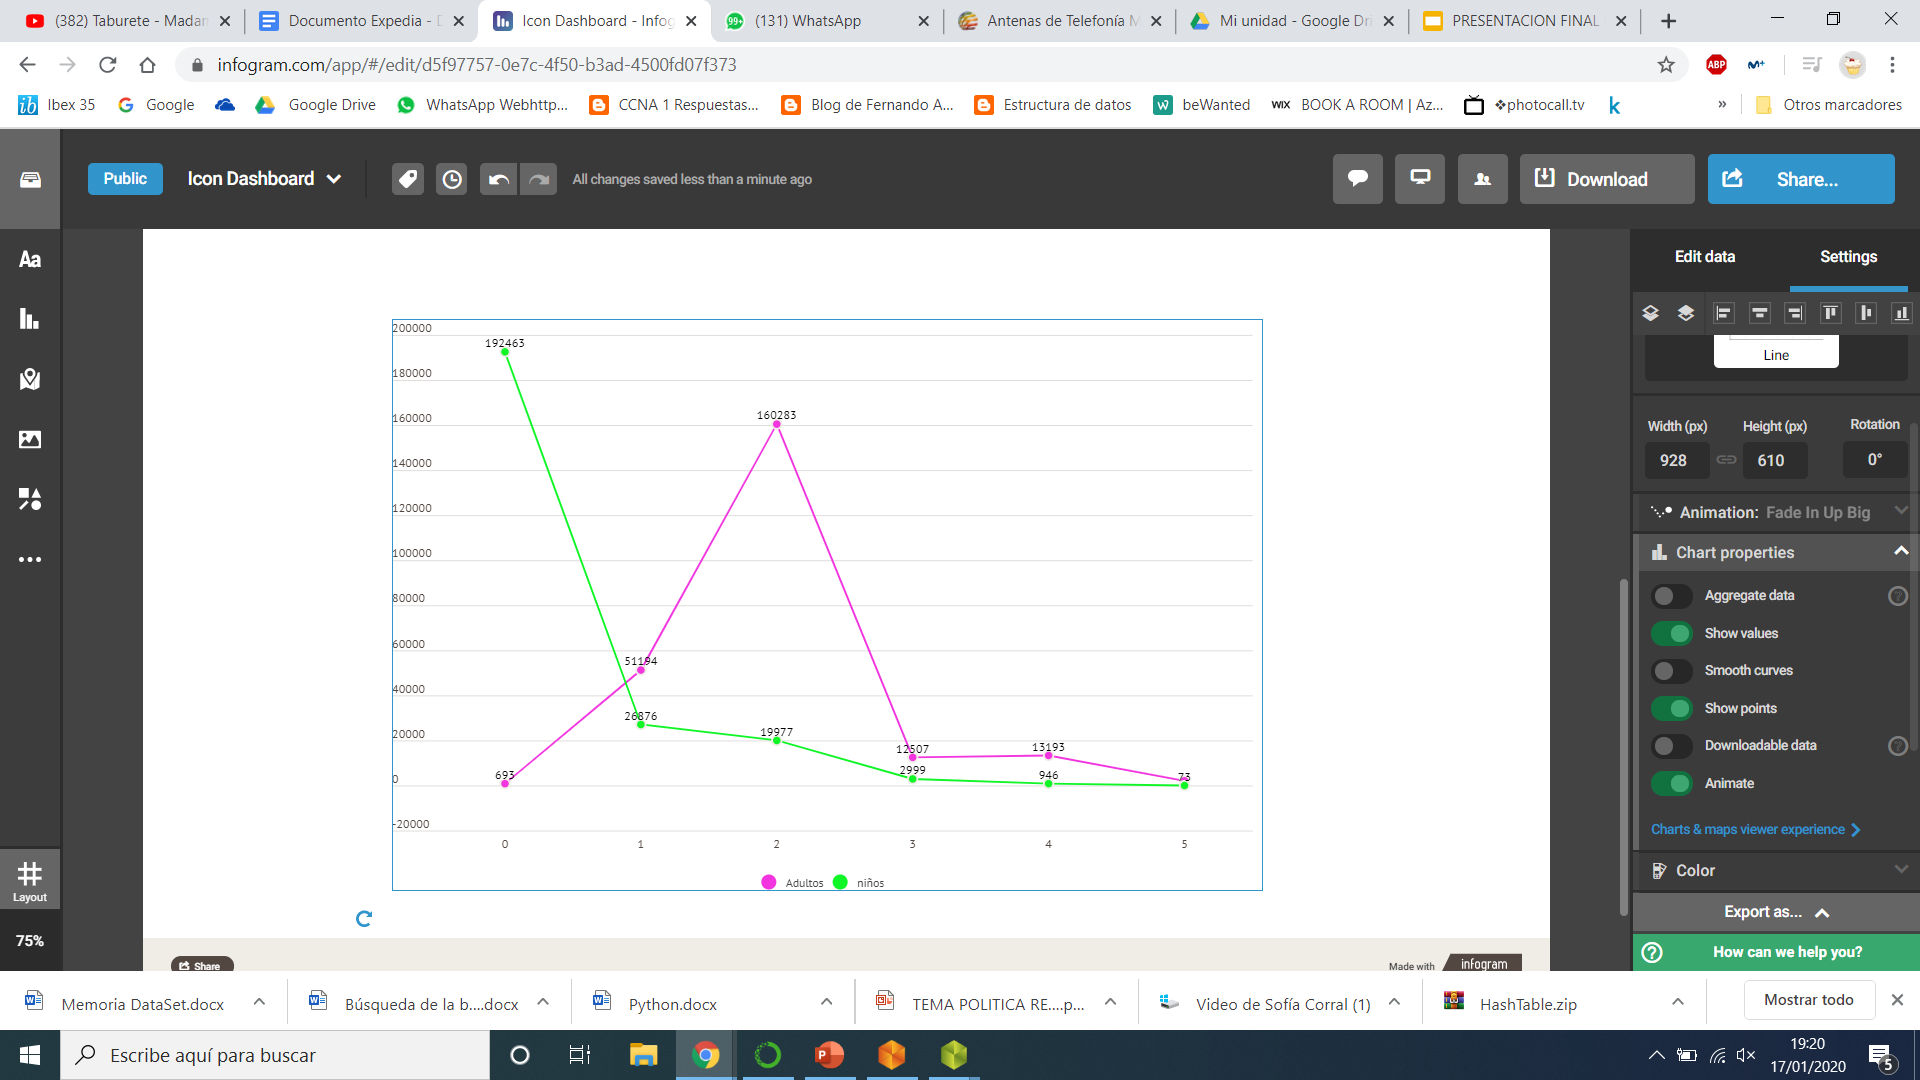 (382) Taburete - Madam
Documento Expedia - D
Icon Dashboard - Infog
99+
(131) WhatsApp
Antenas de Telefonía M
Mi unidad - Google Dri
PRESENTACION FINAL
infogram.com/app/#/edit/d5f97757-0e7c-4f50-b3ad-4500fd07f373
ABP
M+
ib
Ibex 35
Google
Google Drive
WhatsApp Webhttp...
CCNA 1 Respuestas...
Blog de Fernando A...
Estructura de datos
w
beWanted
WIX
BOOK A ROOM | Az...
❖photocall.tv
k
»
Otros marcadores
Public
Icon Dashboard
All changes saved less than a minute ago
Download
Share...
Aa
Layout
75%
200000
180000
160000
140000
120000
100000
80000
60000
40000
20000
0
-20000
192463
160283
51194
26876
19977
12507
13193
2999
946
693
73
0
1
2
3
4
5
Adultos
niños
Share
Made with
infogram
Edit data
Settings
Line
Width (px)
Height (px)
Rotation
928
610
0°
Animation: Fade In Up Big
Chart properties
Aggregate data
?
Show values
Smooth curves
Show points
Downloadable data
?
Animate
Charts & maps viewer experience
Color
Export as...
? How can we help you?
Memoria DataSet.docx
Búsqueda de la b....docx
Python.docx
TEMA POLITICA RE....p...
Video de Sofía Corral (1)
HashTable.zip
Mostrar todo
Escribe aquí para buscar
19:20
17/01/2020
5